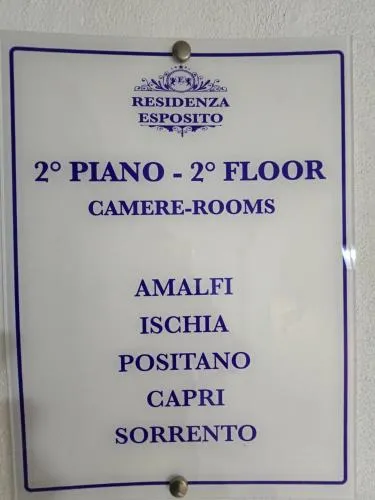 RESIDENZA
ESPOSITO
2° PIANO - 2° FLOOR
CAMERE-ROOMS
AMALFI
ISCHIA
POSITANO
CAPRI
SORRENTO